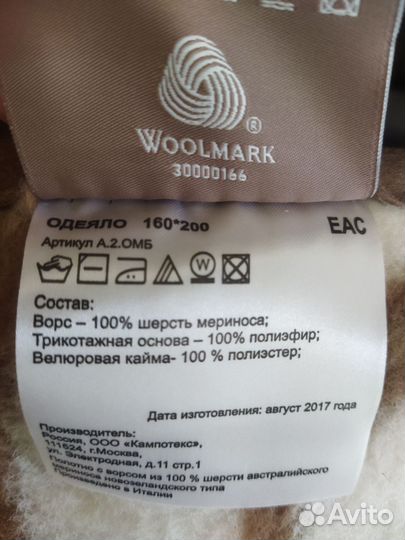 WOOLMARK
30000166
ОДЕЯЛО 160*200
EAC
Артикул А.2.ОМБ
W
Состав:
Ворс – 100% шерсть мериноса;
Трикотажная основа – 100% полиэфир;
Велюровая кайма- 100 % полиэстер;
Дата изготовления: август 2017 года
Производитель:
Россия, ООО «Кампотекс»,
111624, г.Москва,
ул. Электродная, д.11 стр.1
Полотно с ворсом из 100 % шерсти австралийского
мериноса новозеландского типа
Произведено в Италии
Avito